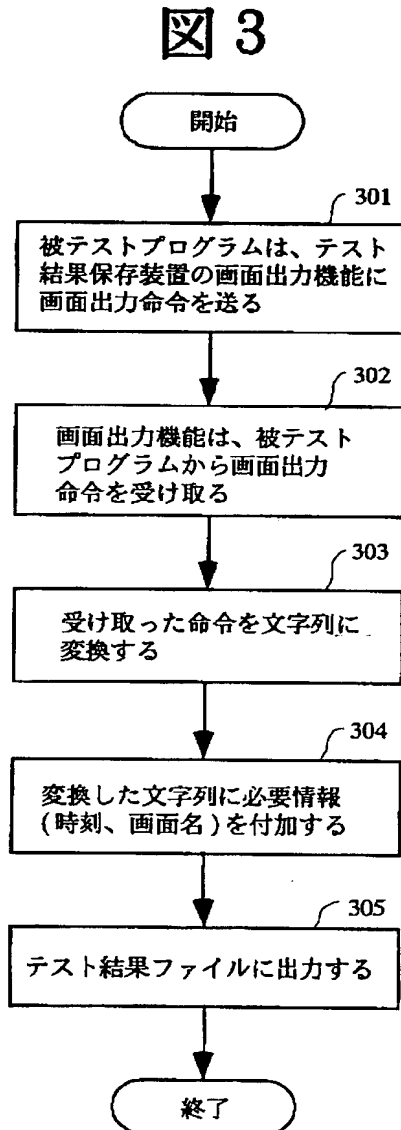 図 3
開始
301
被テストプログラムは、テスト
結果保存装置の画面出力機能に
画面出力命令を送る
302
画面出力機能は、被テスト
プログラムから画面出力
命令を受け取る
303
受け取った命令を文字列に
変換する
304
変換した文字列に必要情報
(時刻、画面名)を付加する
305
テスト結果ファイルに出力する
終了